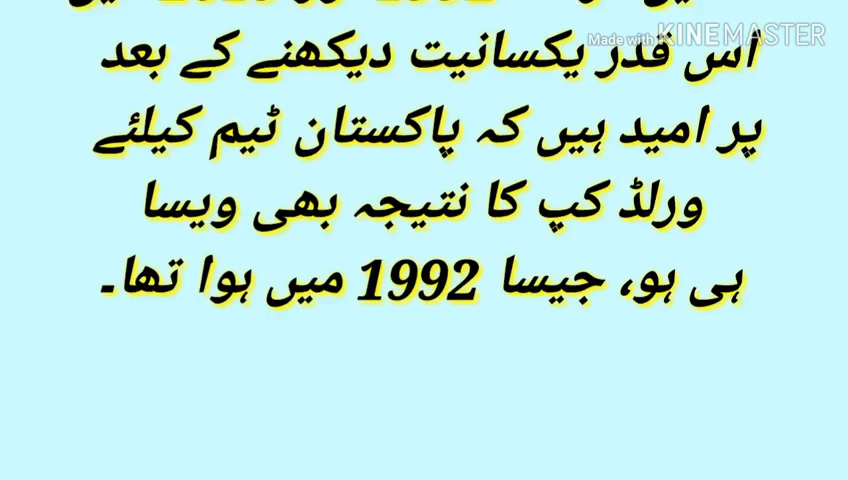 Made with KINEMASTER
اس قدر یکسانیت دیکھنے کے بعد
پر امید ہیں کہ پاکستان ٹیم کیلئے
ورلڈ کپ کا نتیجہ بھی ویسا
ہی ہو، جیسا 1992 میں ہوا تھا۔